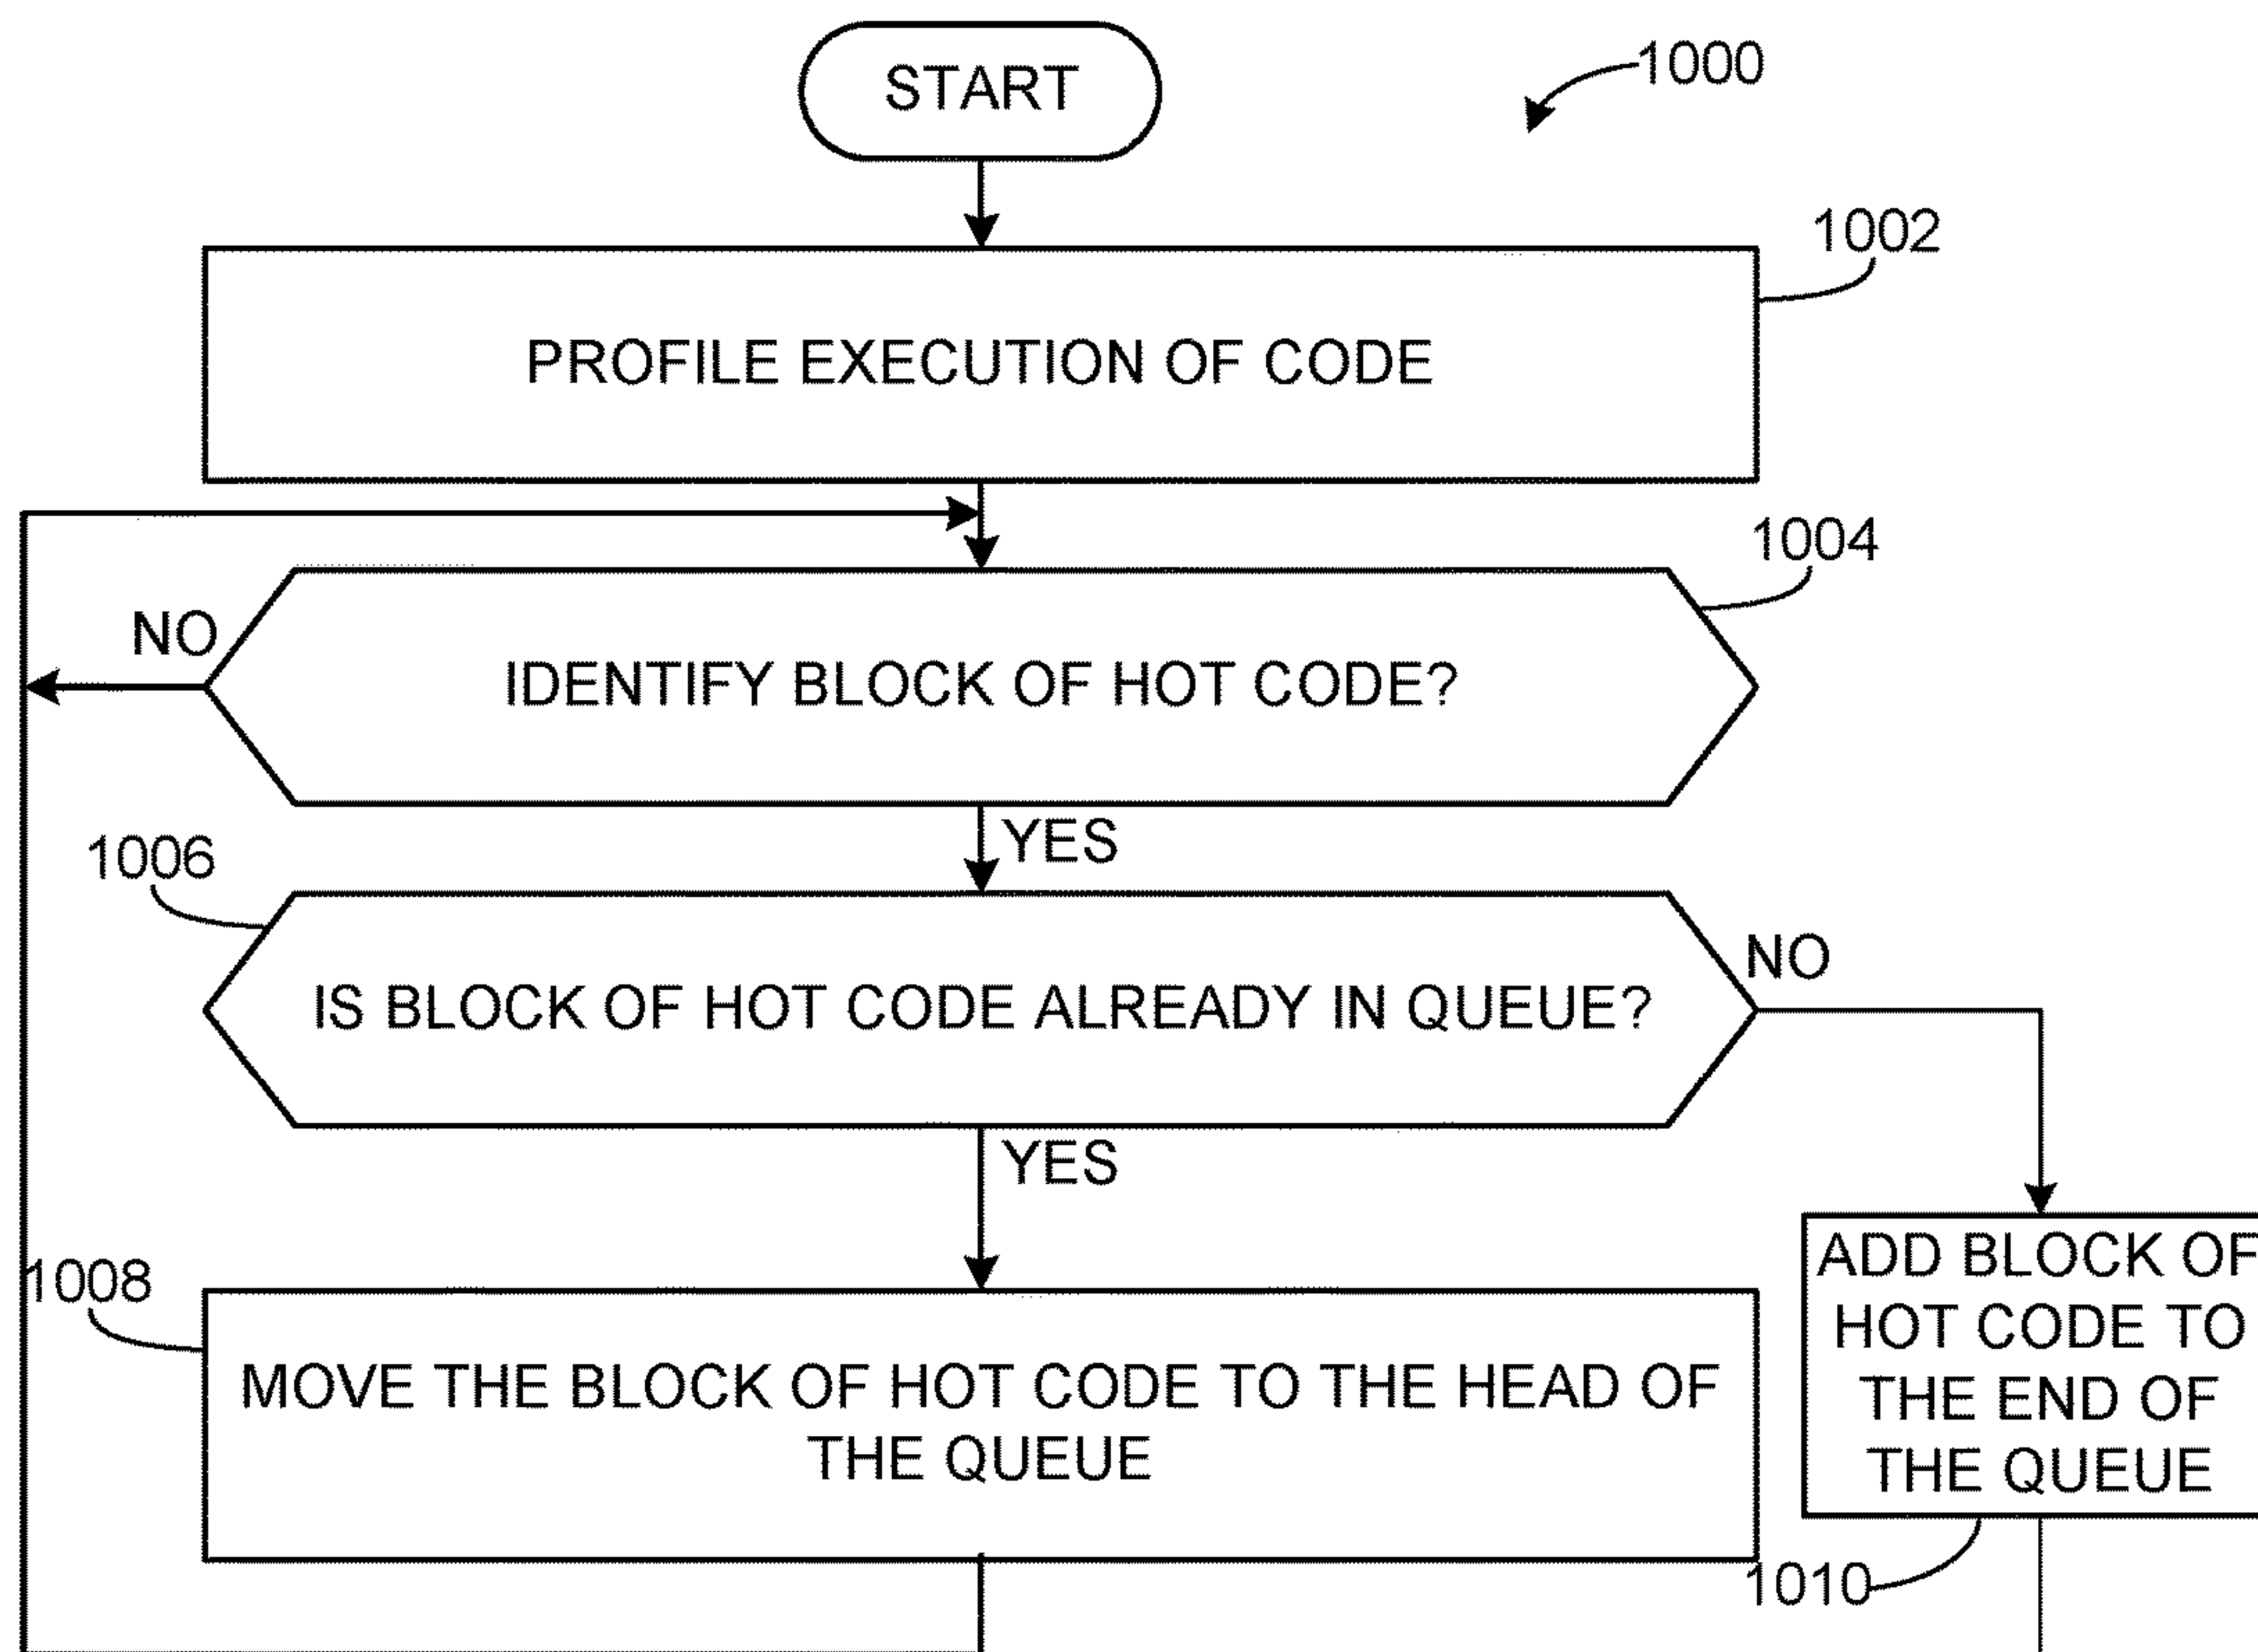 START
1000
1002
PROFILE EXECUTION OF CODE
1004
NO
IDENTIFY BLOCK OF HOT CODE?
YES
1006
NO
IS BLOCK OF HOT CODE ALREADY IN QUEUE?
YES
1008
MOVE THE BLOCK OF HOT CODE TO THE HEAD OF
THE QUEUE
ADD BLOCK OF
HOT CODE TO
THE END OF
THE QUEUE
1010